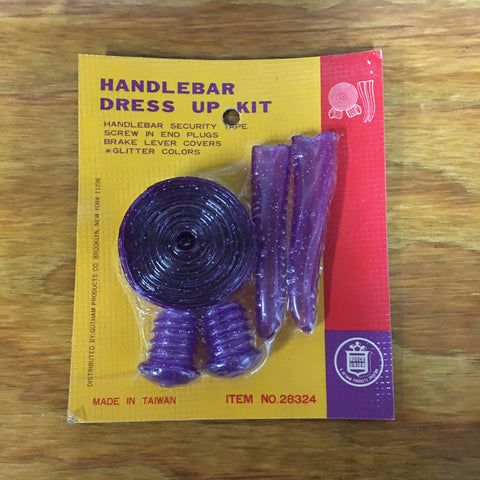 HANDLEBAR
DRESS UP KIT
HANDLEBAR SECURITY TAPE
SCREW IN END PLUGS
BRAKE LEVER COVERS
*GLITTER COLORS
DISTRIBUTED BY:GOTHAM PRODUCTS CO. BROOKLYN, NEW YORK 11236
MADE IN TAIWAN
ITEM NO.28324